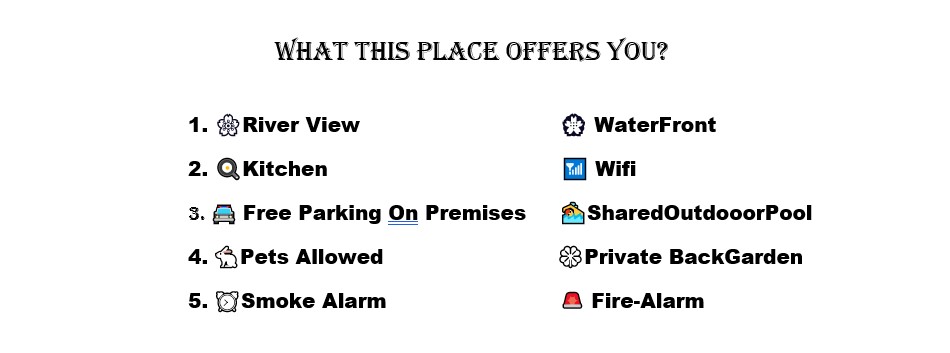 WHAT THIS PLACE OFFERS YOU?
1. River View WaterFront
2. Kitchen Wifi
3. Free Parking On Premises SharedOutdooorPool
4. Pets Allowed Private BackGarden
5. Smoke Alarm Fire-Alarm